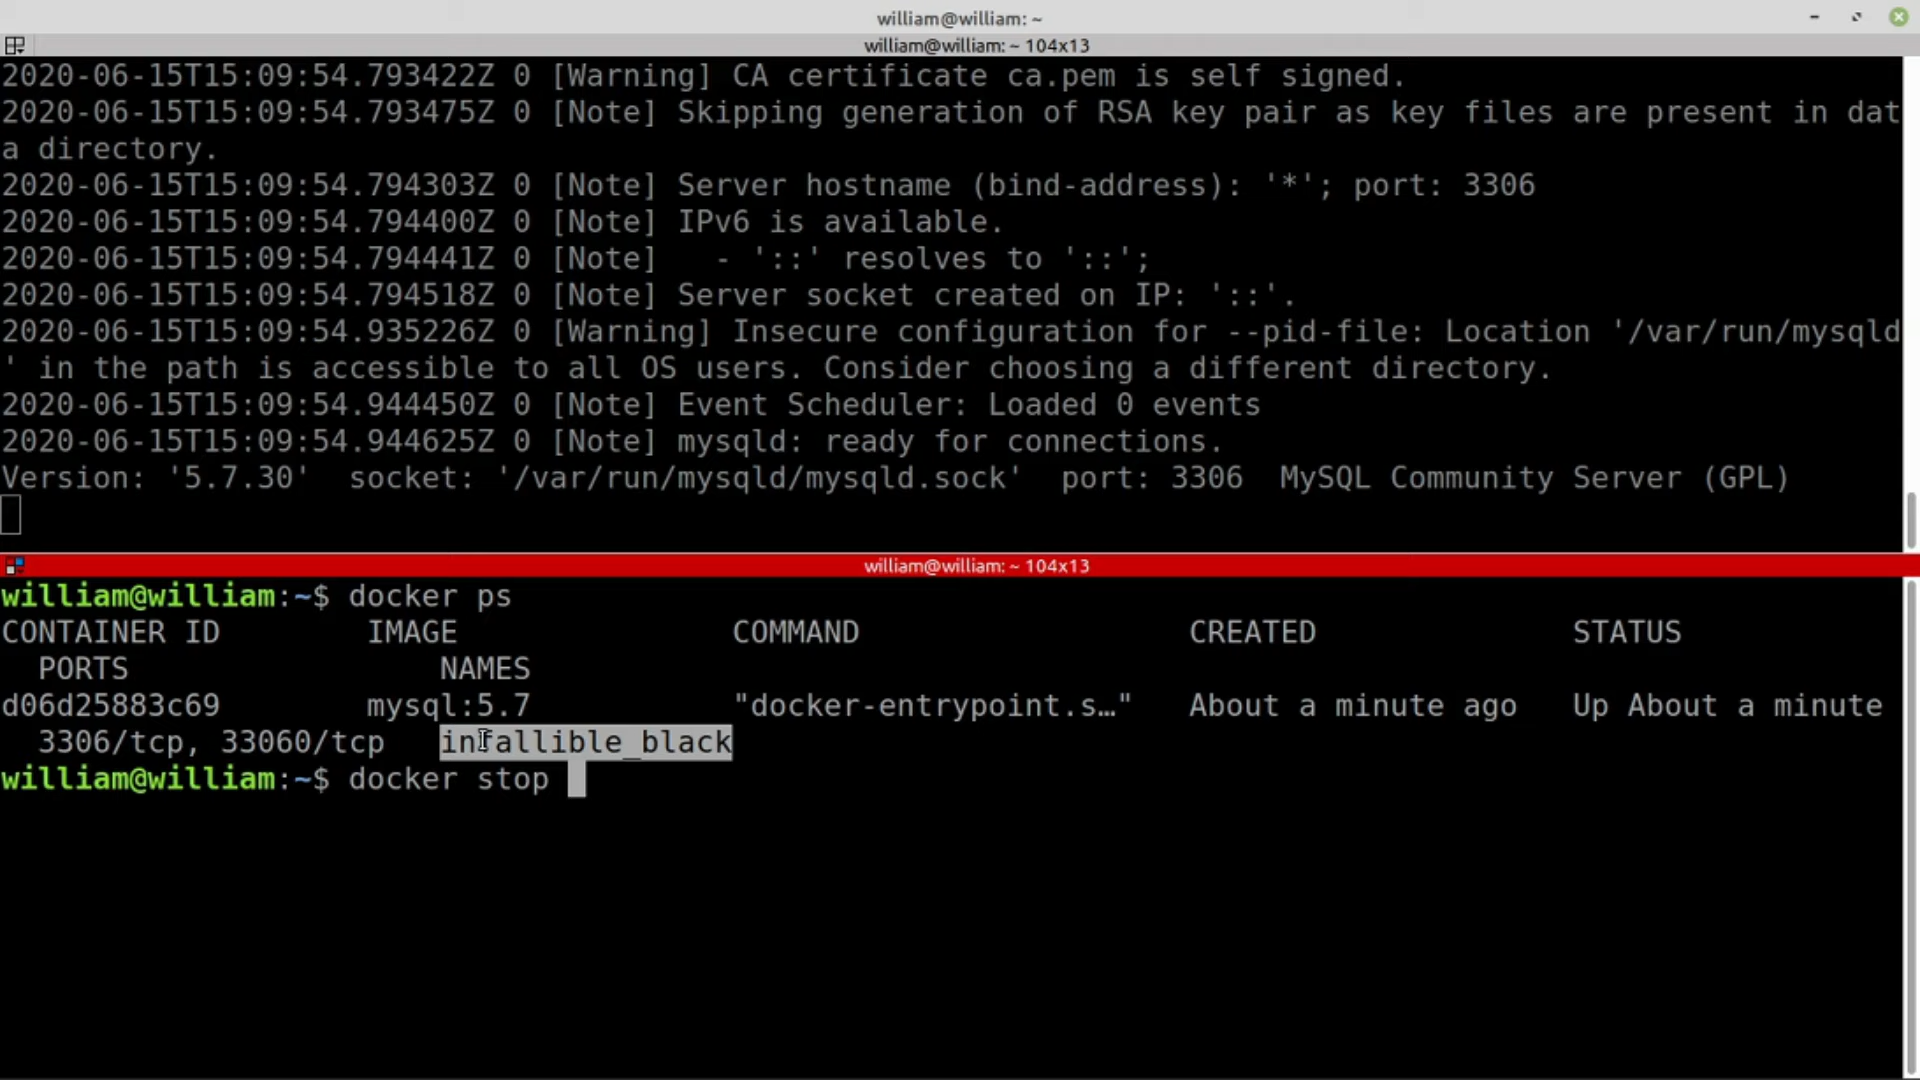 william@william: ~
william@william: ~ 104x13
2020-06-15T15:09:54.793422Z 0 [Warning] CA certificate ca.pem is self signed.
2020-06-15T15:09:54.793475Z 0 [Note] Skipping generation of RSA key pair as key files are present in dat
a directory.
2020-06-15T15:09:54.794303Z 0 [Note] Server hostname (bind-address): '*'; port: 3306
2020-06-15T15:09:54.794400Z 0 [Note] IPv6 is available.
2020-06-15T15:09:54.794441Z 0 [Note]   - '::' resolves to '::';
2020-06-15T15:09:54.794518Z 0 [Note] Server socket created on IP: '::'.
2020-06-15T15:09:54.935226Z 0 [Warning] Insecure configuration for --pid-file: Location '/var/run/mysqld
' in the path is accessible to all OS users. Consider choosing a different directory.
2020-06-15T15:09:54.944450Z 0 [Note] Event Scheduler: Loaded 0 events
2020-06-15T15:09:54.944625Z 0 [Note] mysqld: ready for connections.
Version: '5.7.30'  socket: '/var/run/mysqld/mysqld.sock'  port: 3306  MySQL Community Server (GPL)
william@william: ~ 104x13
william@william:~$ docker ps
CONTAINER ID        IMAGE               COMMAND                  CREATED              STATUS
  PORTS                 NAMES
d06d25883c69        mysql:5.7           "docker-entrypoint.s…"   About a minute ago   Up About a minute
  3306/tcp, 33060/tcp   infallible_black
william@william:~$ docker stop